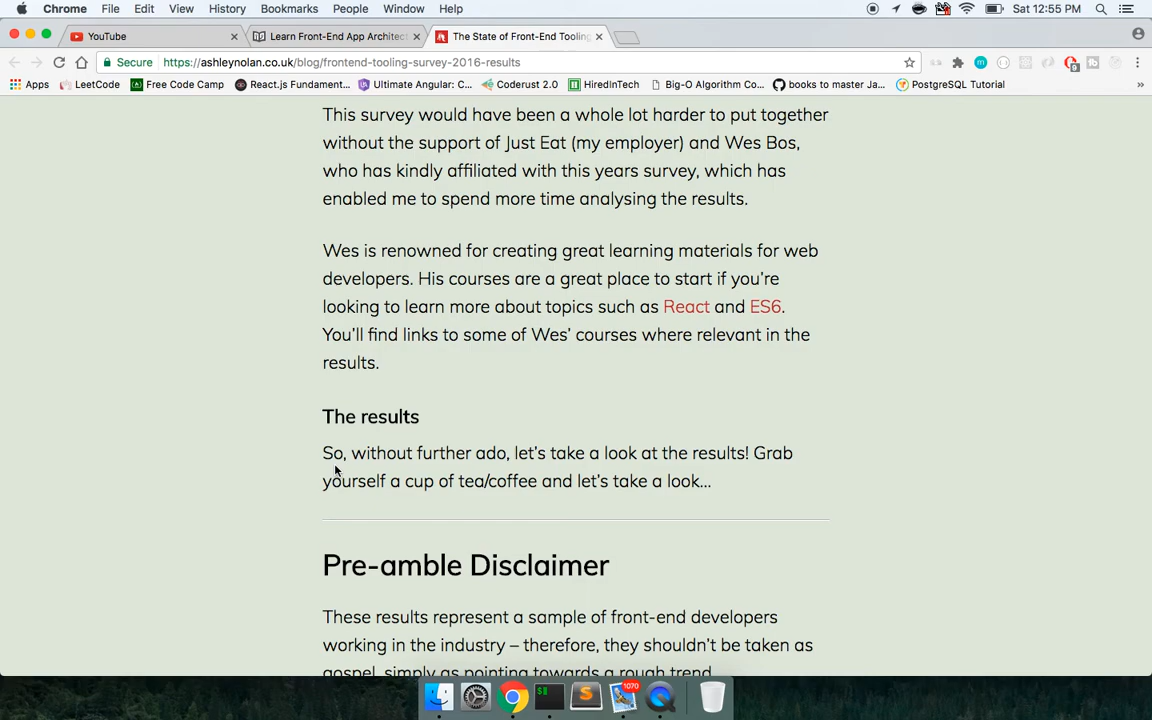 Chrome File Edit View History Bookmarks People Window Help Sat 12:55 PM
YouTube Learn Front-End App Architect The State of Front-End Tooling
Secure https://ashleynolan.co.uk/blog/frontend-tooling-survey-2016-results
Apps LeetCode Free Code Camp React.js Fundament... Ultimate Angular: C... Coderust 2.0 HiredInTech Big-O Algorithm Co... books to master Ja... PostgreSQL Tutorial »
This survey would have been a whole lot harder to put together
without the support of Just Eat (my employer) and Wes Bos,
who has kindly affiliated with this years survey, which has
enabled me to spend more time analysing the results.
Wes is renowned for creating great learning materials for web
developers. His courses are a great place to start if you're
looking to learn more about topics such as React and ES6.
You'll find links to some of Wes' courses where relevant in the
results.
The results
So, without further ado, let's take a look at the results! Grab
yourself a cup of tea/coffee and let's take a look...
Pre-amble Disclaimer
These results represent a sample of front-end developers
working in the industry – therefore, they shouldn't be taken as
gospel, simply as pointing towards a rough trend
1070